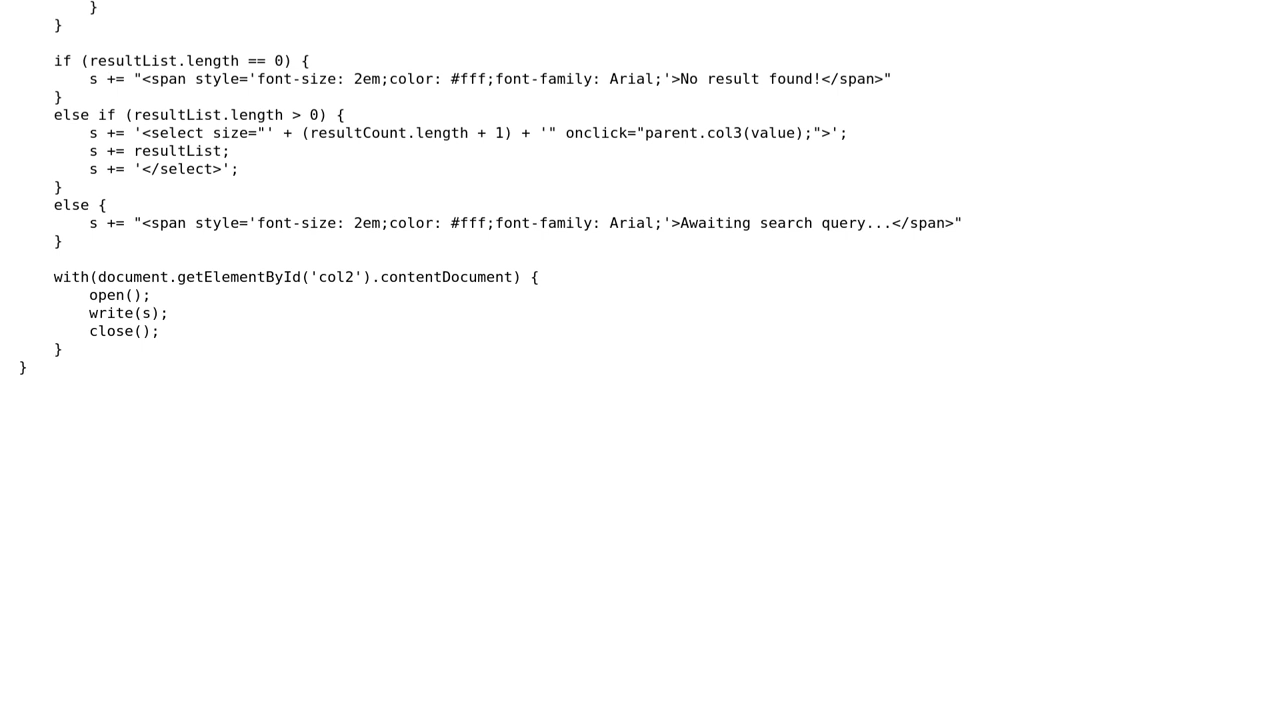 }
    }

    if (resultList.length == 0) {
        s += "<span style='font-size: 2em;color: #fff;font-family: Arial;'>No result found!</span>"
    }
    else if (resultList.length > 0) {
        s += '<select size="' + (resultCount.length + 1) + '" onclick="parent.col3(value);">';
        s += resultList;
        s += '</select>';
    }
    else {
        s += "<span style='font-size: 2em;color: #fff;font-family: Arial;'>Awaiting search query...</span>"
    }

    with(document.getElementById('col2').contentDocument) {
        open();
        write(s);
        close();
    }
}